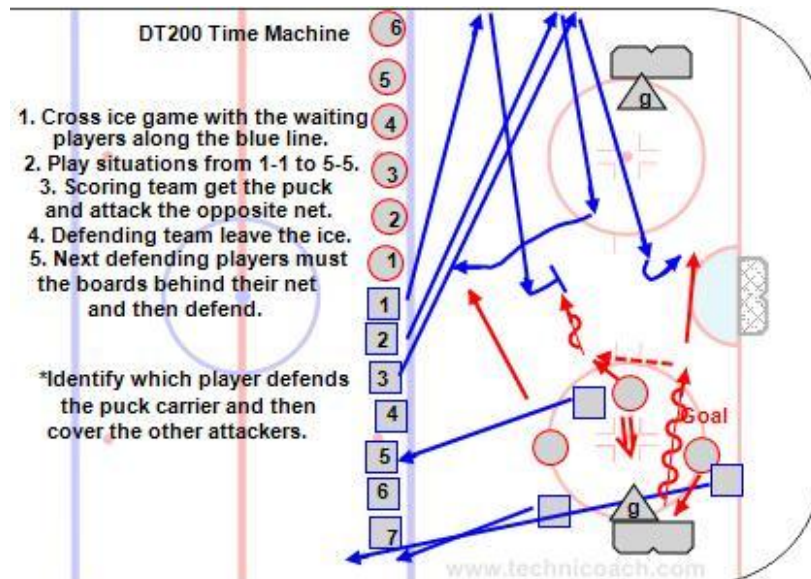 DT200 Time Machine
1. Cross ice game with the waiting
players along the blue line.
2. Play situations from 1-1 to 5-5.
3. Scoring team get the puck
and attack the opposite net.
4. Defending team leave the ice.
5. Next defending players must
the boards behind their net
and then defend.
*Identify which player defends
the puck carrier and then
cover the other attackers.
6
5
4
3
2
1
1
2
3
4
5
6
7
g
Goal
g
www.technicoach.com